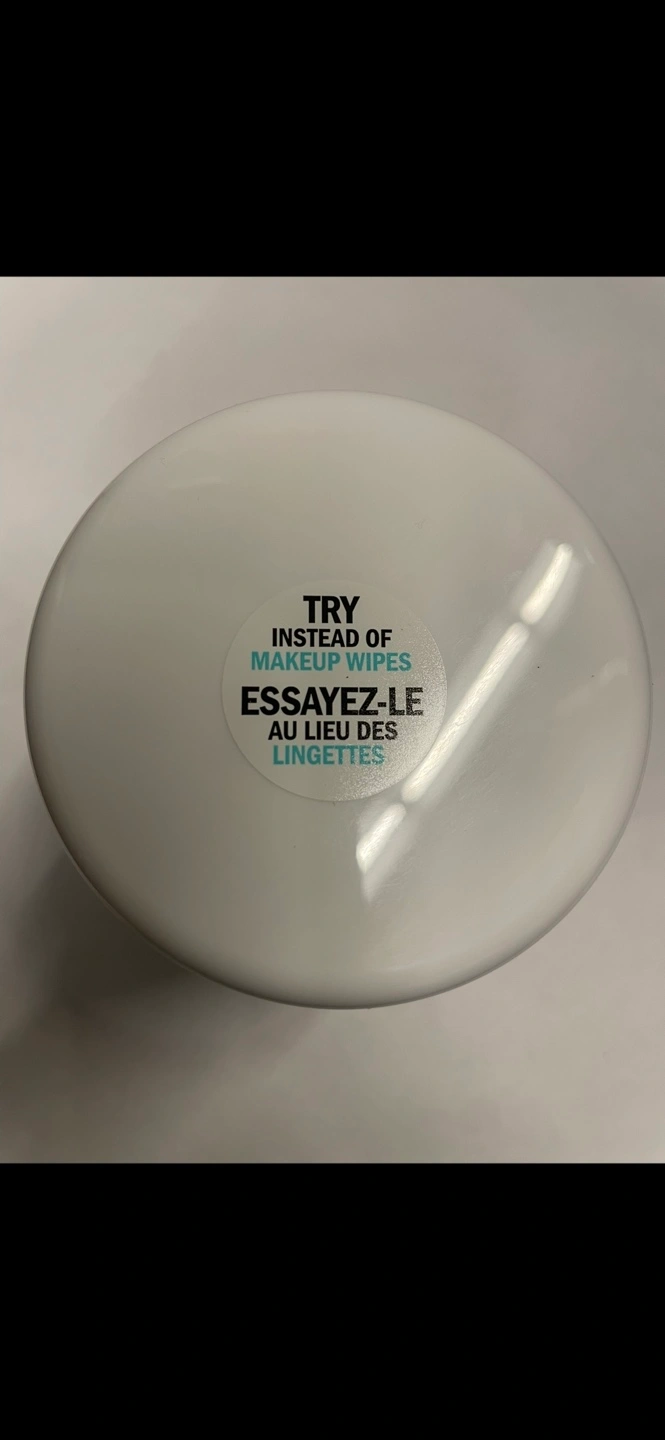 TRY
INSTEAD OF
MAKEUP WIPES
ESSAYEZ-LE
AU LIEU DES
LINGETTES